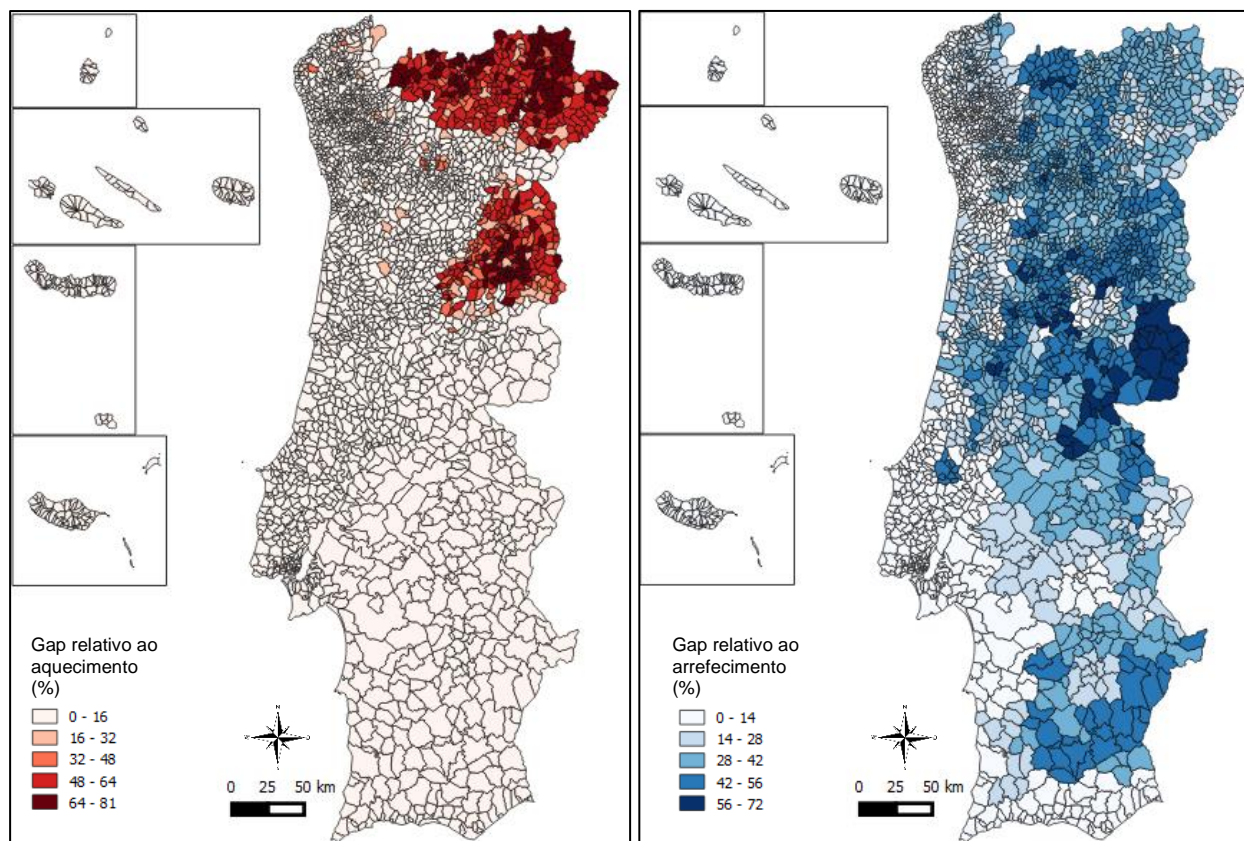 Gap relativo ao
aquecimento
(%)
0 - 16
16 - 32
32 - 48
48 - 64
64 - 81
N
0 25 50 km
Gap relativo ao
arrefecimento
(%)
0 - 14
14 - 28
28 - 42
42 - 56
56 - 72
N
0 25 50 km